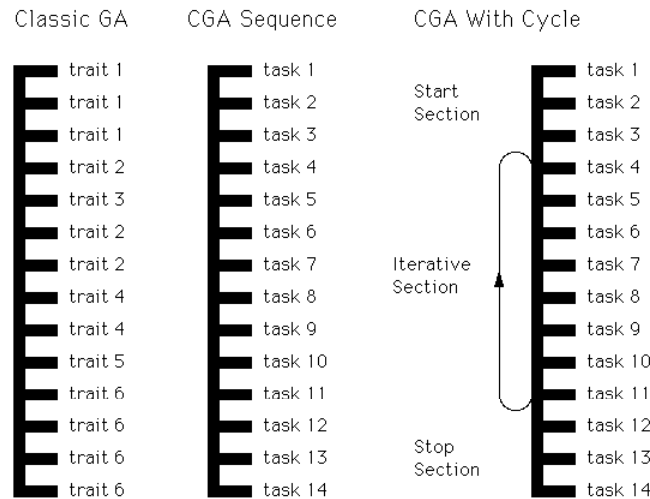 Classic GA
trait 1
trait 1
trait 1
trait 2
trait 3
trait 2
trait 2
trait 4
trait 4
trait 5
trait 6
trait 6
trait 6
trait 6
CGA Sequence
task 1
task 2
task 3
task 4
task 5
task 6
task 7
task 8
task 9
task 10
task 11
task 12
task 13
task 14
CGA With Cycle
Start
Section
Iterative
Section
Stop
Section
task 1
task 2
task 3
task 4
task 5
task 6
task 7
task 8
task 9
task 10
task 11
task 12
task 13
task 14